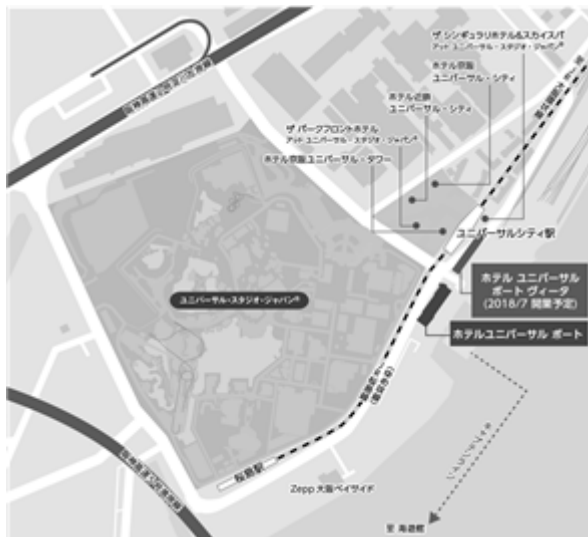 ザ シンギュラリホテル&スカイスパ
アット ユニバーサル・スタジオ・ジャパン®
ホテル京阪
ユニバーサル・シティ
ホテル近鉄
ユニバーサル・シティ
ザ パークフロントホテル
アット ユニバーサル・スタジオ・ジャパン®
ホテル京阪ユニバーサル・タワー
ユニバーサルシティ駅
ホテル ユニバーサル
ポート ヴィータ
(2018/7 開業予定)
ホテルユニバーサル ポート
ユニバーサル・スタジオ・ジャパン®
桜島駅
Zepp 大阪ベイサイド
キャプテンライン
至 海遊館